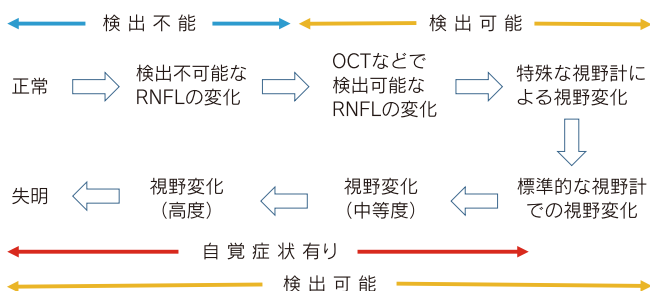 検出不能
検出可能
正常
検出不可能な
RNFLの変化
OCTなどで
検出可能な
RNFLの変化
特殊な視野計に
よる視野変化
失明
視野変化
（高度）
視野変化
（中等度）
標準的な視野計
での視野変化
自覚症状有り
検出可能